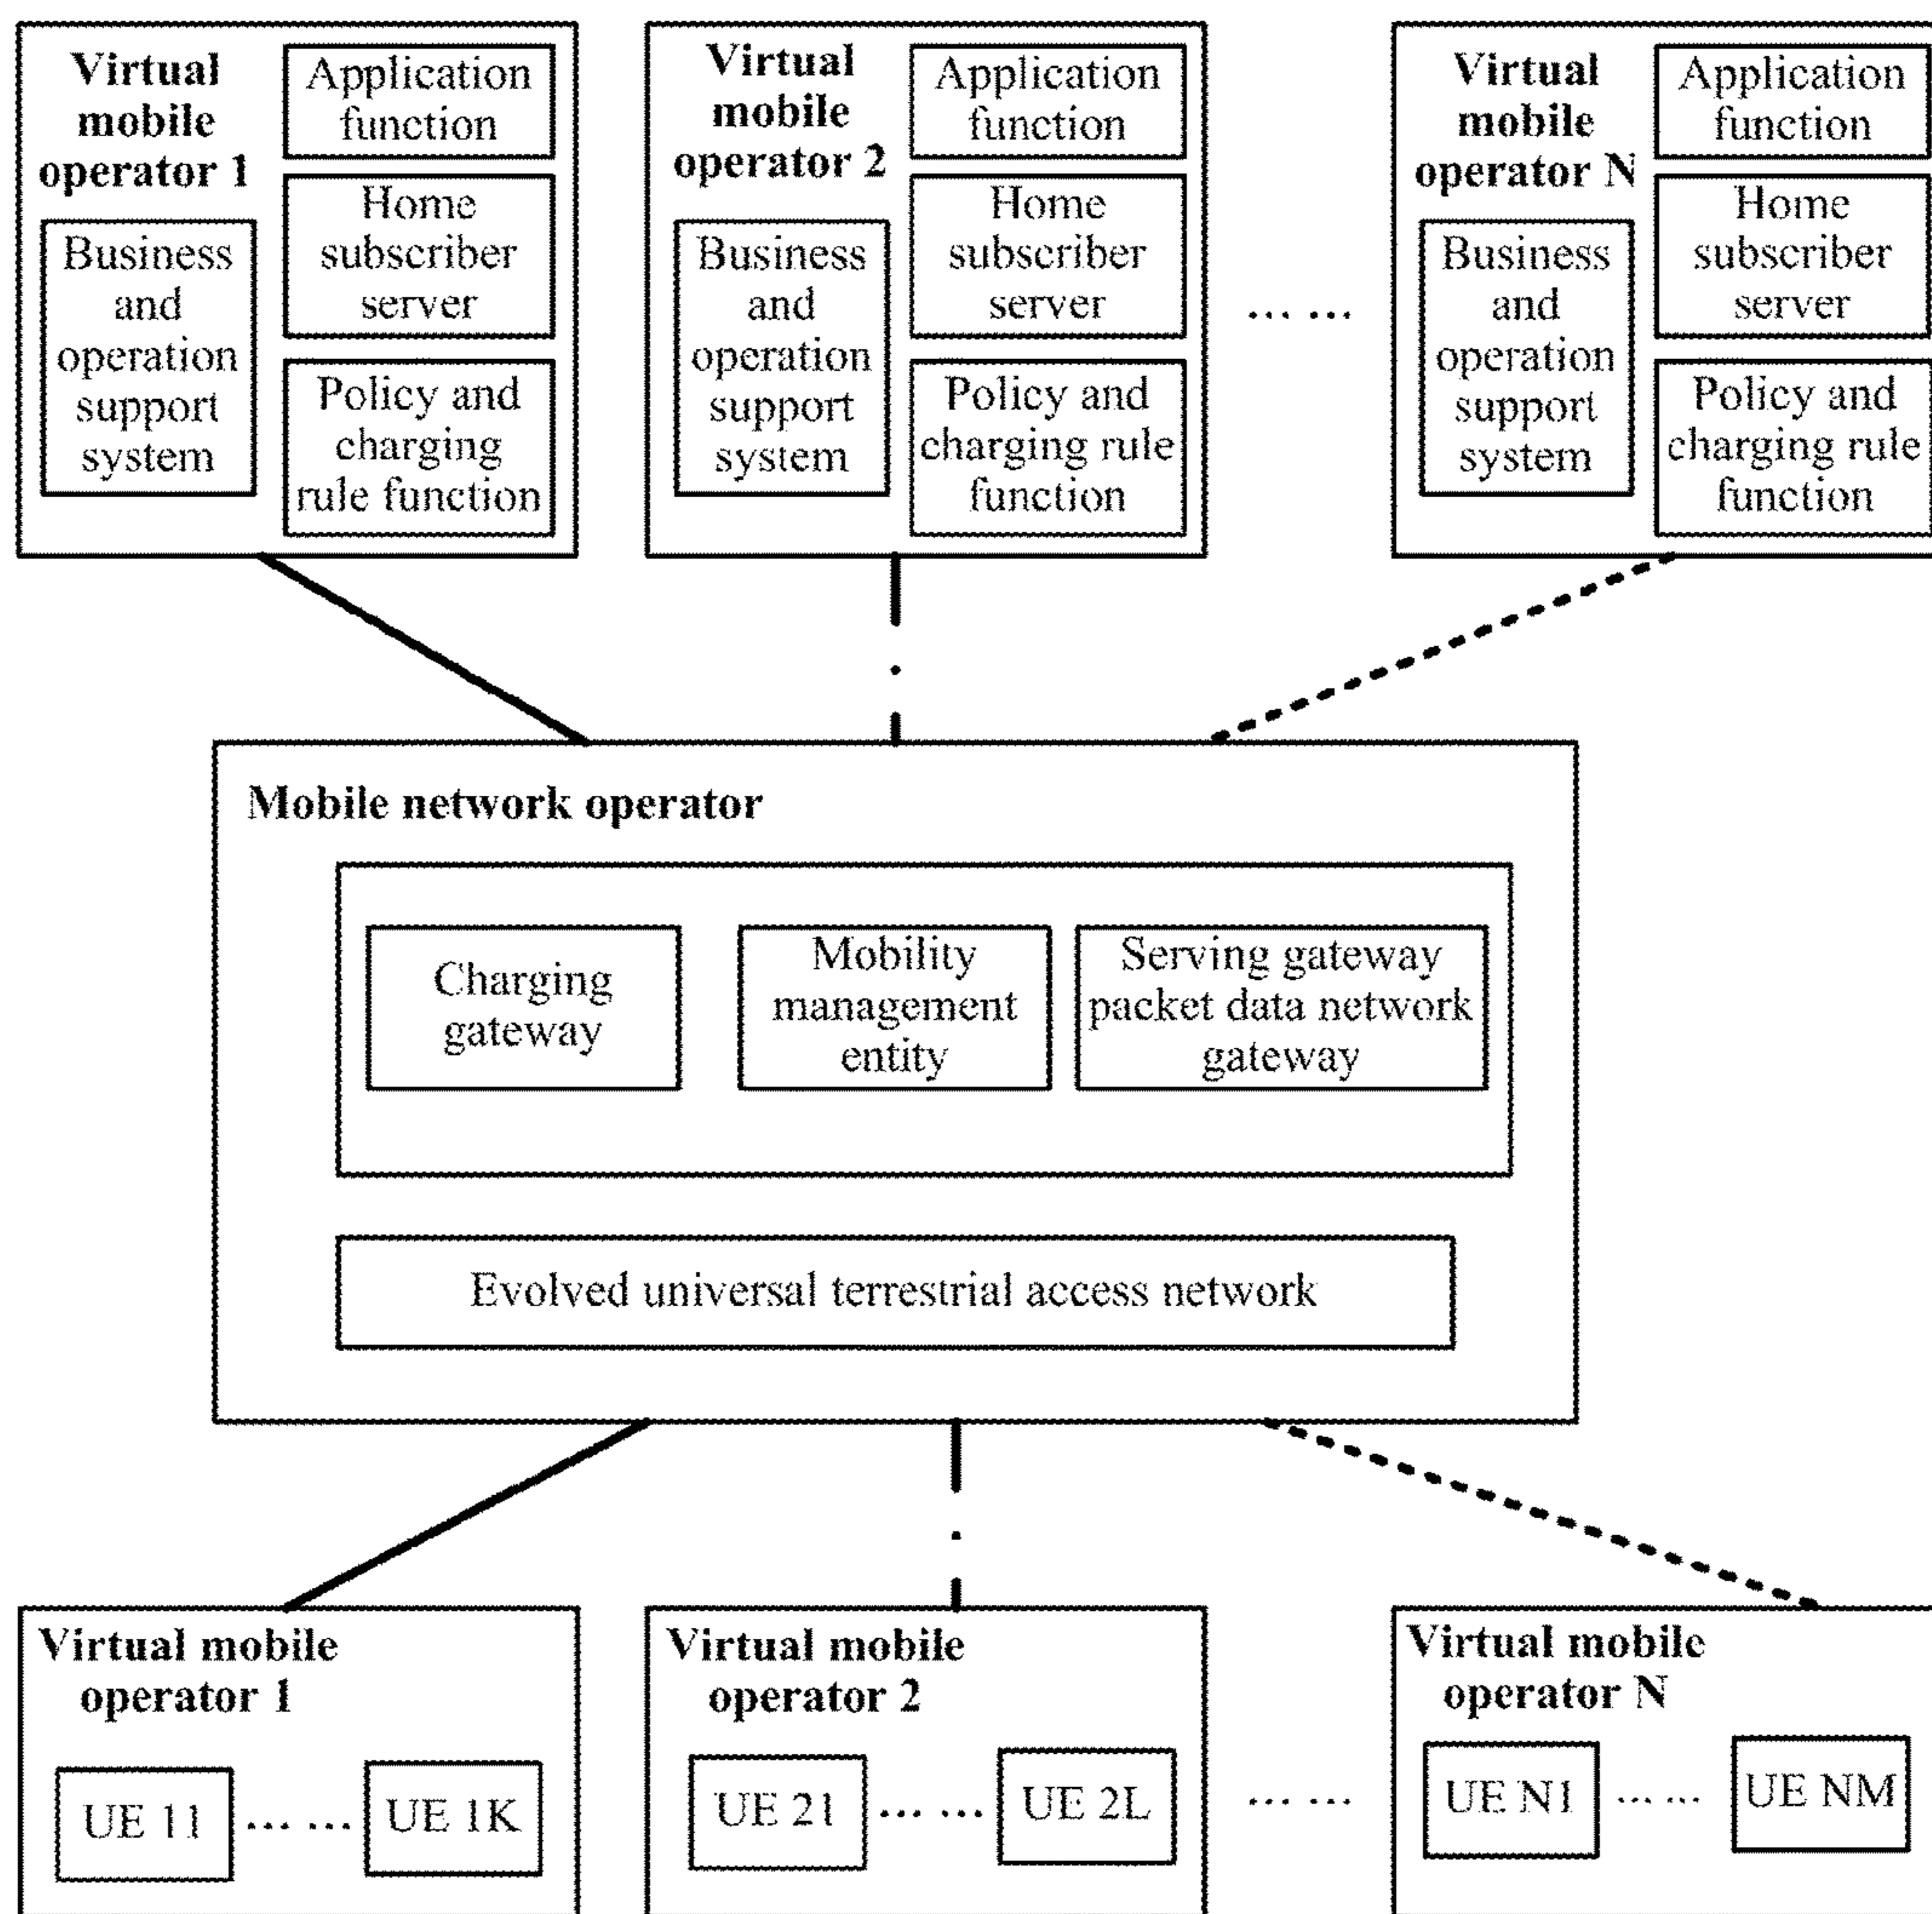 Virtual
mobile
operator 1
Application
function
Home
subscriber
server
Business
and
operation
support
system
Policy and
charging
rule function
Virtual
mobile
operator 2
Application
function
Home
subscriber
server
Business
and
operation
support
system
Policy and
charging rule
function
... ...
Virtual
mobile
operator N
Application
function
Home
subscriber
server
Business
and
operation
support
system
Policy and
charging rule
function
Mobile network operator
Charging
gateway
Mobility
management
entity
Serving gateway
packet data network
gateway
Evolved universal terrestrial access network
Virtual mobile
operator 1
UE 11 ... ... UE 1K
Virtual mobile
operator 2
UE 21 ... ... UE 2L
... ...
Virtual mobile
operator N
UE N1 ... ... UE NM